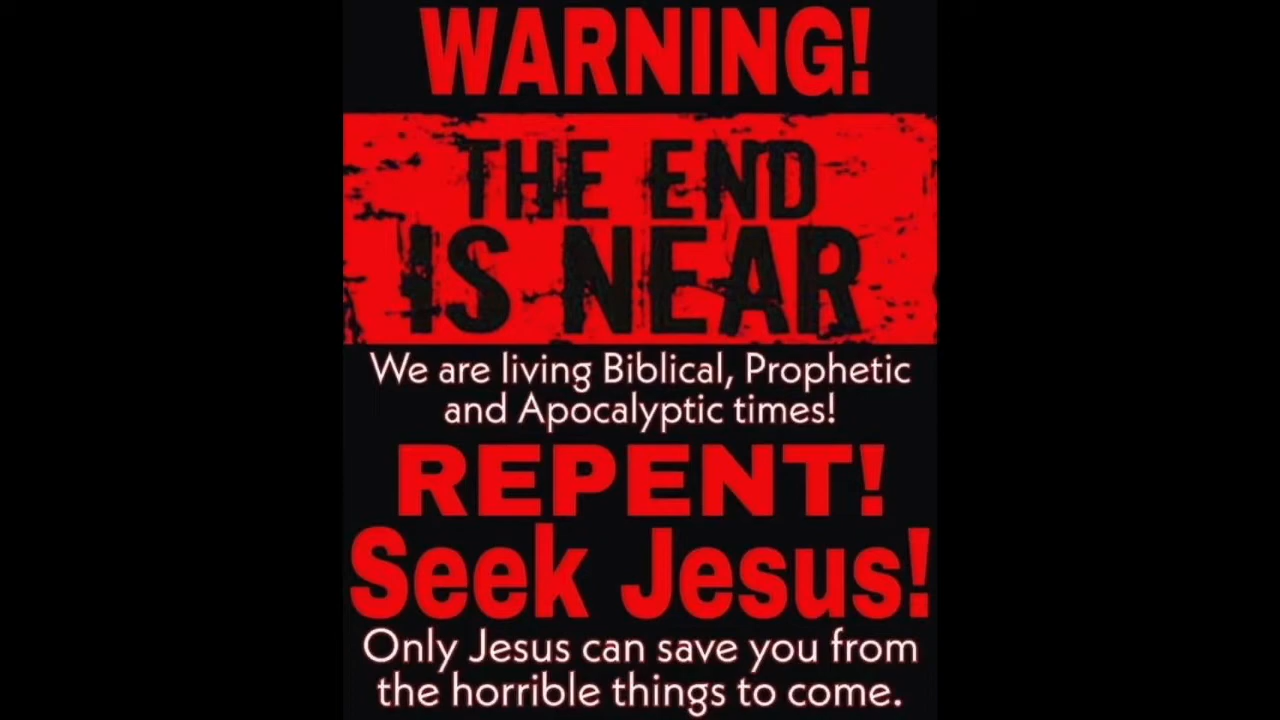 WARNING!
THE END
IS NEAR
We are living Biblical, Prophetic
and Apocalyptic times!
REPENT!
Seek Jesus!
Only Jesus can save you from
the horrible things to come.